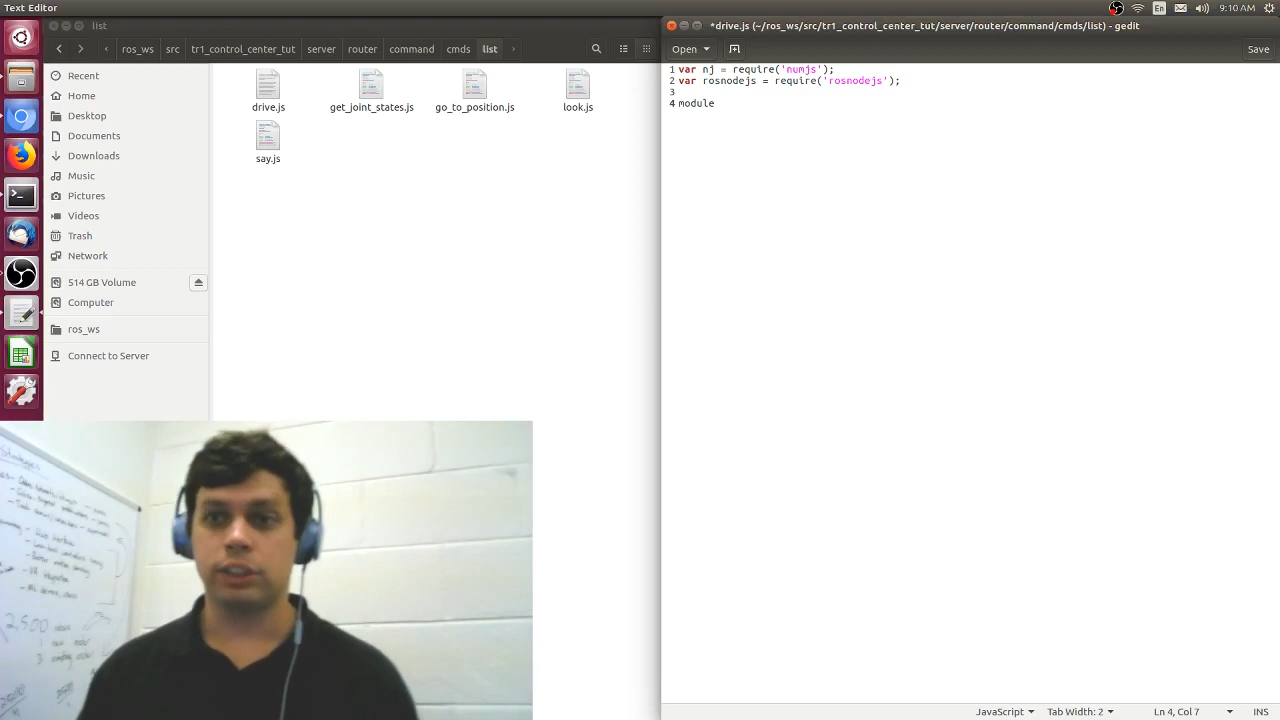 Text Editor
En
9:10 AM
list
ros_ws
src
tr1_control_center_tut
server
router
command
cmds
list
Recent
Home
Desktop
Documents
Downloads
Music
Pictures
Videos
Trash
Network
514 GB Volume
Computer
ros_ws
Connect to Server
drive.js
get_joint_states.js
go_to_position.js
look.js
say.js
*drive.js (~/ros_ws/src/tr1_control_center_tut/server/router/command/cmds/list) - gedit
Open
Save
1 var nj = require('numjs');
2 var rosnodejs = require('rosnodejs');
3
4 module
JavaScript
Tab Width: 2
Ln 4, Col 7
INS
2,500